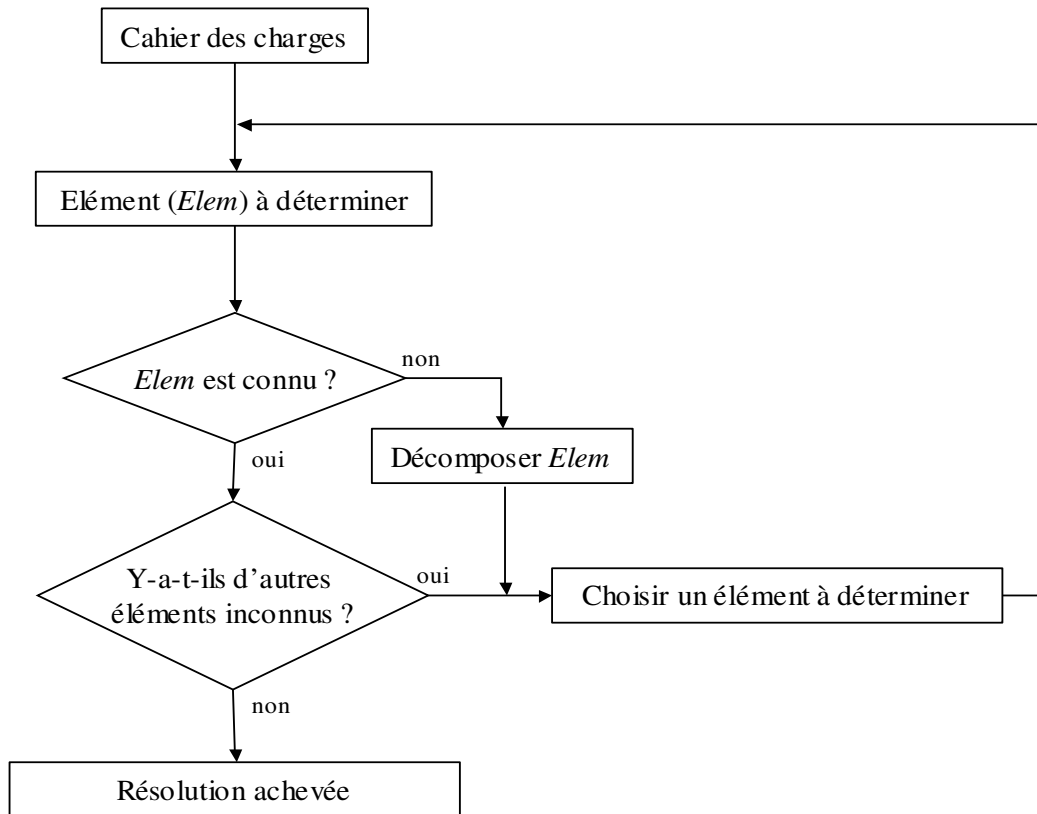 Cahier des charges
Elément (Elem) à déterminer
Elem est connu ?
non
oui
Décomposer Elem
Y-a-t-ils d'autres
éléments inconnus ?
oui
Choisir un élément à déterminer
non
Résolution achevée